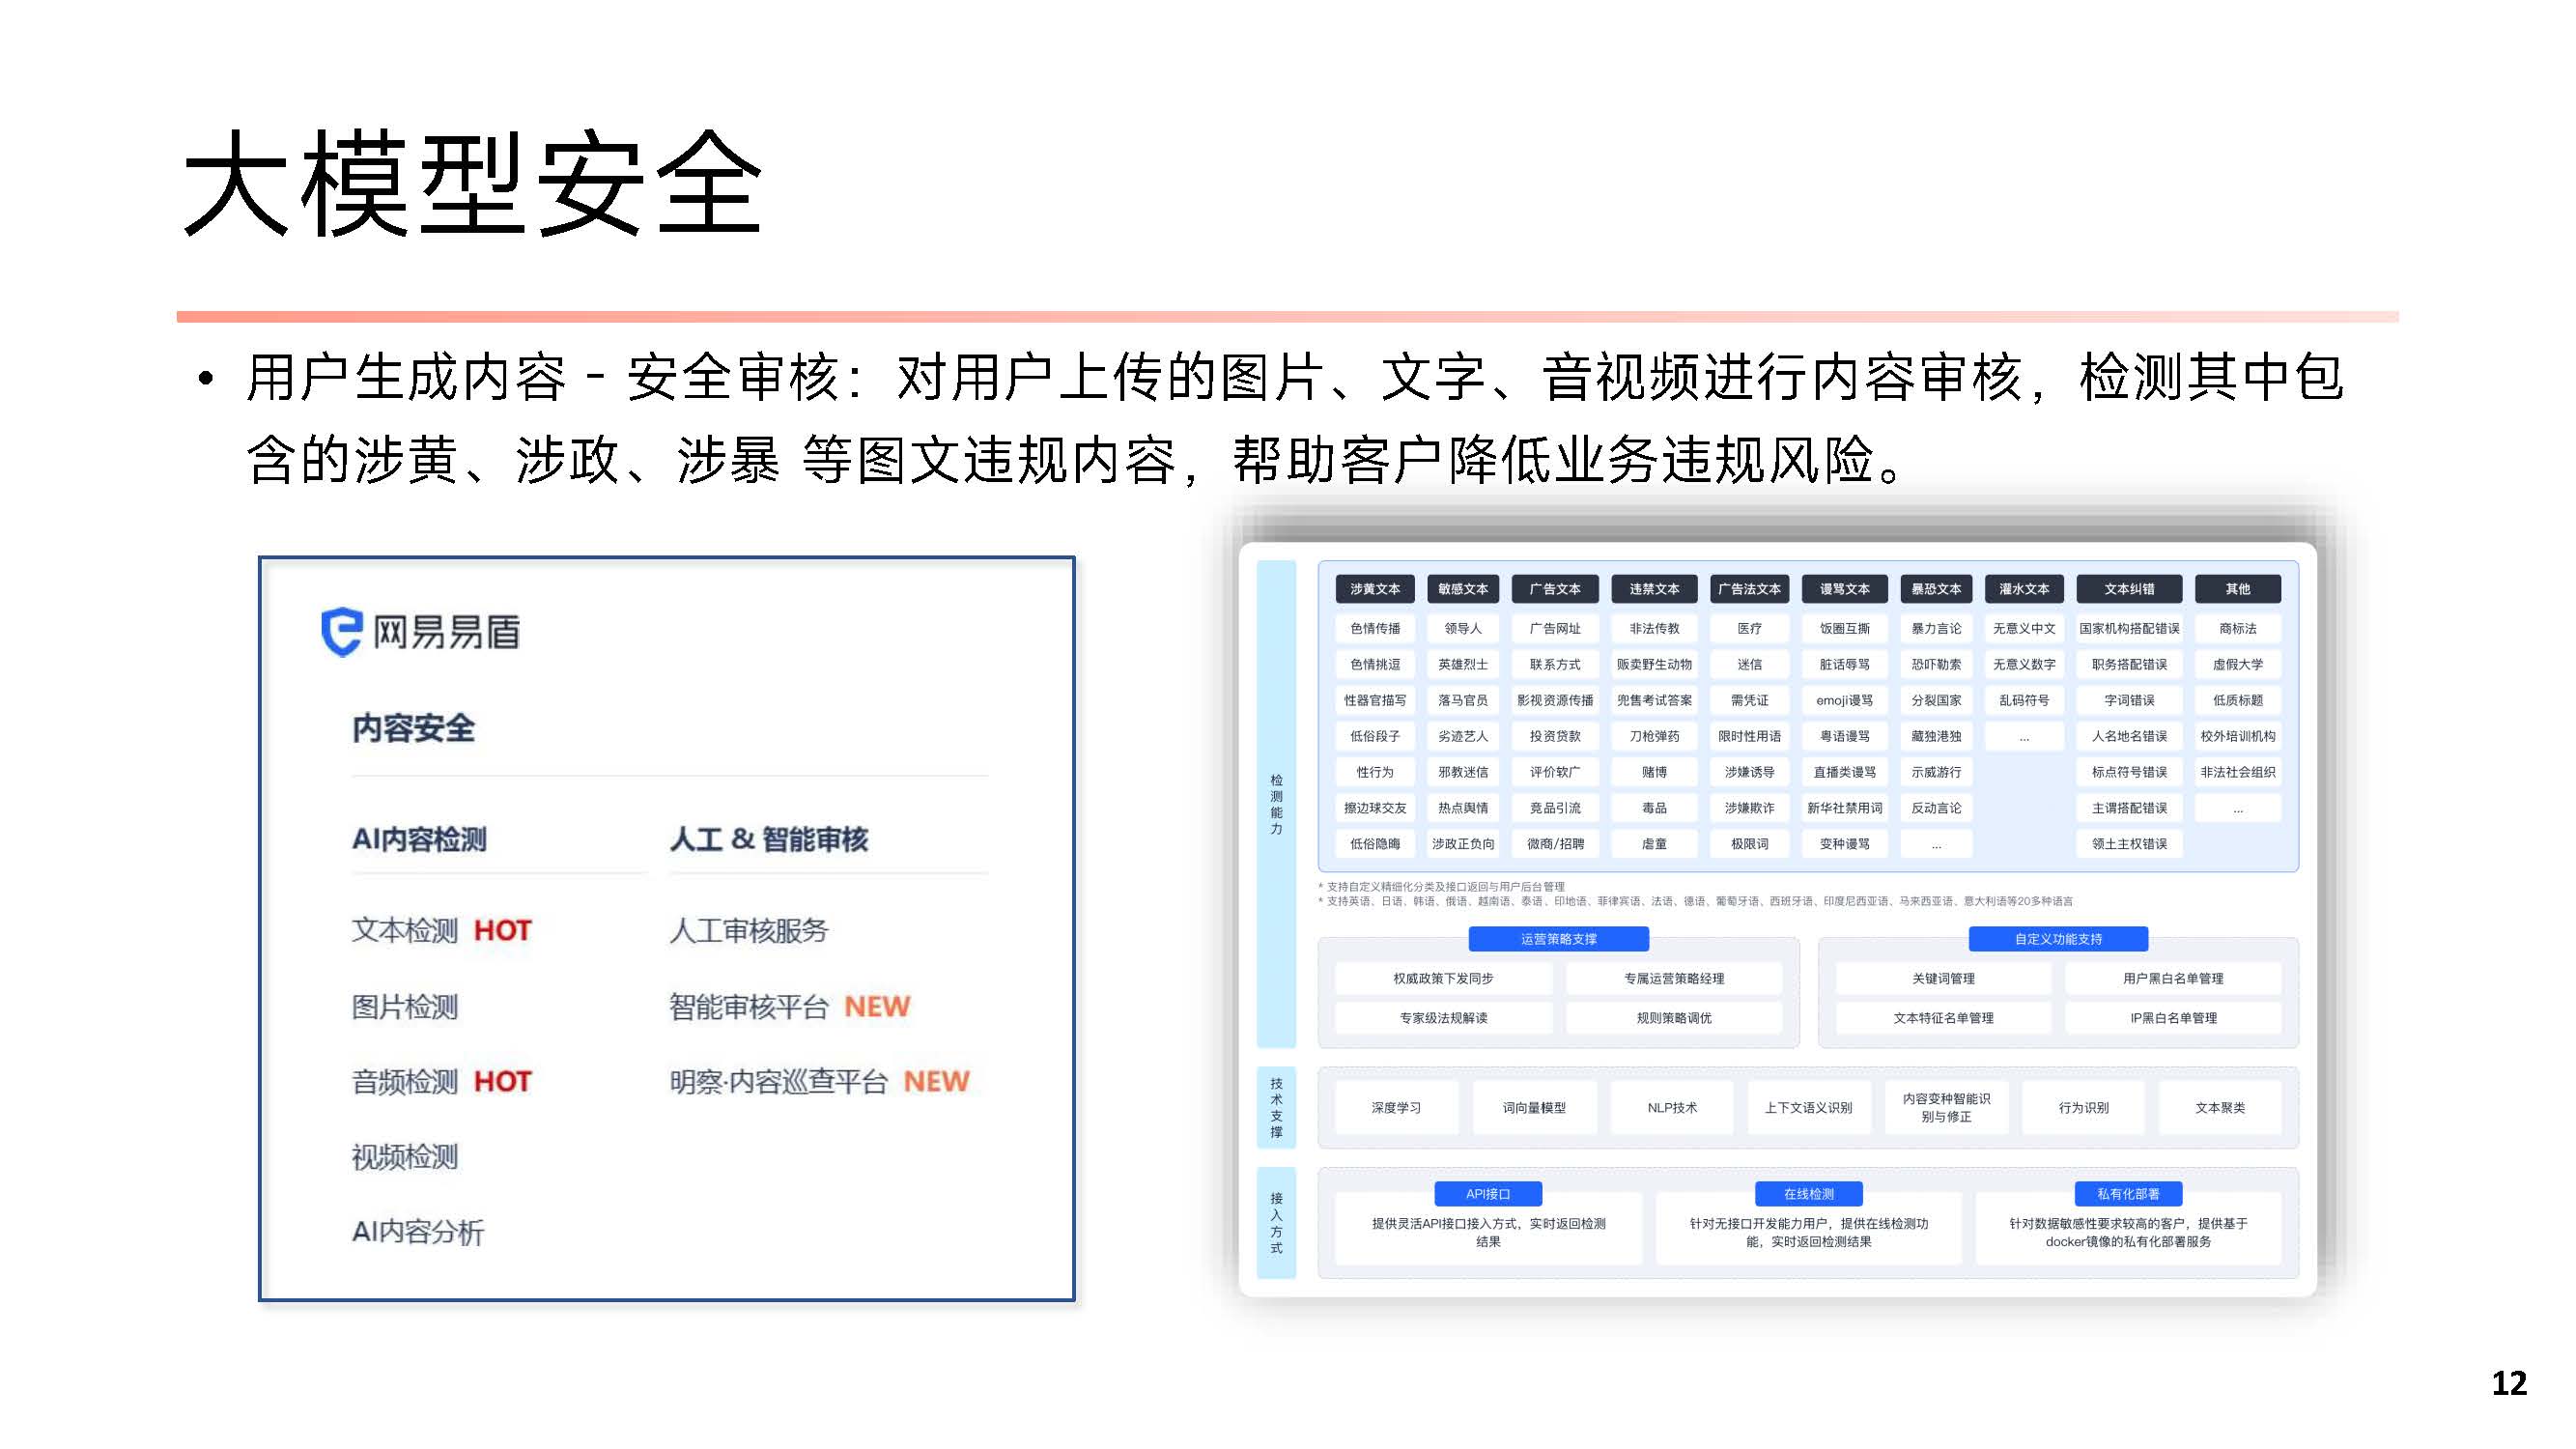 大模型安全
• 用户生成内容 - 安全审核：对用户上传的图片、文字、音视频进行内容审核，检测其中包
含的涉黄、涉政、涉暴 等图文违规内容，帮助客户降低业务违规风险。
网易易盾
内容安全
AI内容检测 人工 & 智能审核
文本检测 HOT 人工审核服务
图片检测 智能审核平台 NEW
音频检测 HOT 明察·内容巡查平台 NEW
视频检测
AI内容分析
检测能力
涉黄文本 敏感文本 广告文本 违禁文本 广告法文本 谩骂文本 暴恐文本 灌水文本 文本纠错 其他
色情传播 领导人 广告网址 非法传教 医疗 饭圈互撕 暴力言论 无意义中文 国家机构搭配错误 商标法
色情挑逗 英雄烈士 联系方式 贩卖野生动物 迷信 脏话辱骂 恐吓勒索 无意义数字 职务搭配错误 虚假大学
性器官描写 落马官员 影视资源传播 兜售考试答案 需凭证 emoji谩骂 分裂国家 乱码符号 字词错误 低质标题
低俗段子 劣迹艺人 投资贷款 刀枪弹药 限时性用语 粤语谩骂 藏独港独 ... 人名地名错误 校外培训机构
性行为 邪教迷信 评价软广 赌博 涉嫌诱导 直播类谩骂 示威游行 标点符号错误 非法社会组织
擦边球交友 热点舆情 竞品引流 毒品 涉嫌欺诈 新华社禁用词 反动言论 主谓搭配错误 ...
低俗隐晦 涉政正负向 微商/招聘 虐童 极限词 变种谩骂 ... 领土主权错误
* 支持自定义精细化分类及接口返回与用户后台管理
* 支持英语、日语、韩语、俄语、越南语、泰语、印地语、菲律宾语、法语、德语、葡萄牙语、西班牙语、印度尼西亚语、马来西亚语、意大利语等20多种语言
运营策略支撑 自定义功能支持
权威政策下发同步 专属运营策略经理 关键词管理 用户黑白名单管理
专家级法规解读 规则策略调优 文本特征名单管理 IP黑白名单管理
技术支撑
深度学习 词向量模型 NLP技术 上下文语义识别 内容变种智能识
别与修正 行为识别 文本聚类
接入方式
API接口 在线检测 私有化部署
提供灵活API接口接入方式，实时返回检测 针对无接口开发能力用户，提供在线检测功 针对数据敏感性要求较高的客户，提供基于
结果 能，实时返回检测结果 docker镜像的私有化部署服务
12